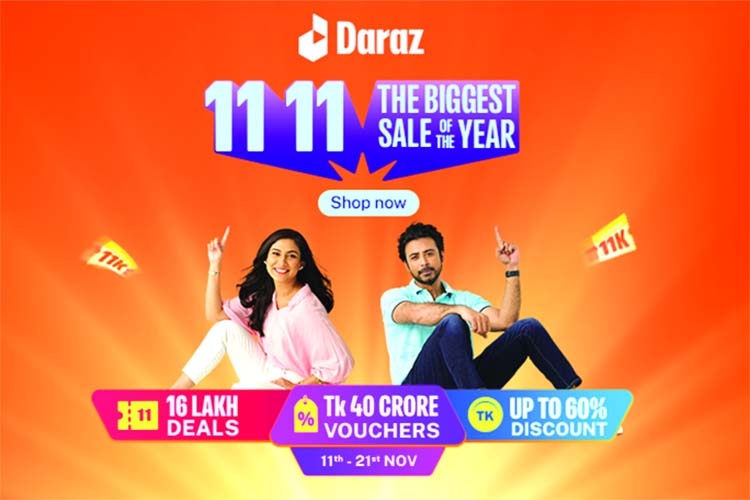 Daraz
11 11
THE BIGGEST
SALE OF THE YEAR
Shop now
11K
11K
11
16 LAKH
DEALS
%
Tk 40 CRORE
VOUCHERS
TK
UP TO 60%
DISCOUNT
11th - 21st NOV